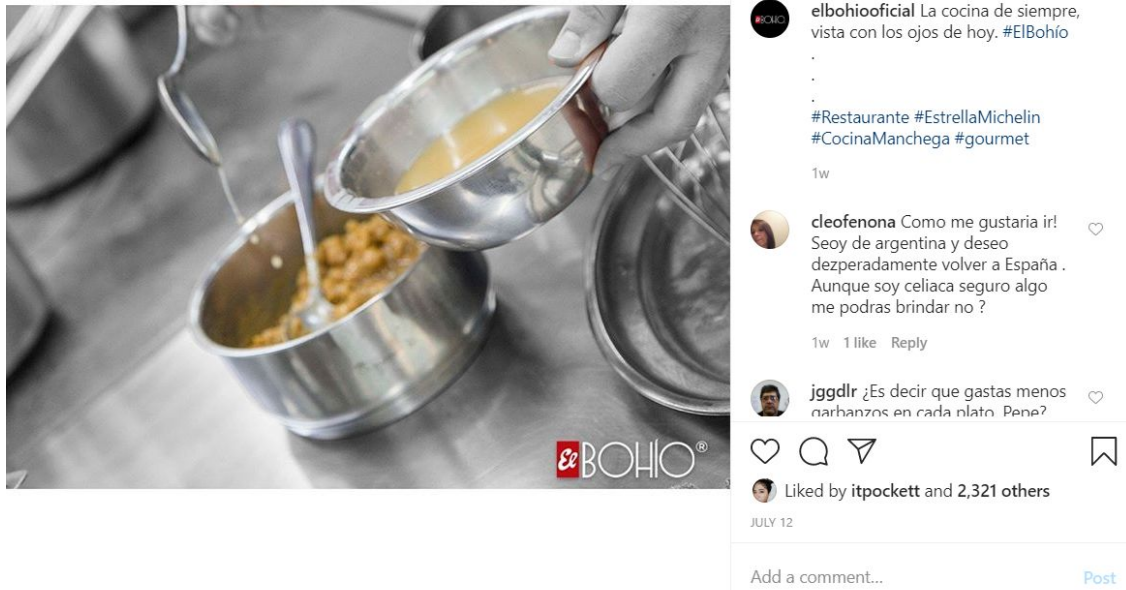 El BOHÍO®
EL BOHÍO
elbohiooficial La cocina de siempre,
vista con los ojos de hoy. #ElBohío
.
.
.
#Restaurante #EstrellaMichelin
#CocinaManchega #gourmet
1w
cleofenona Como me gustaria ir!
Seoy de argentina y deseo
dezperadamente volver a España .
Aunque soy celiaca seguro algo
me podras brindar no ?
1w 1 like Reply
jggdlr ¿Es decir que gastas menos
garbanzos en cada plato, Pepe?
Liked by itpockett and 2,321 others
JULY 12
Add a comment... Post